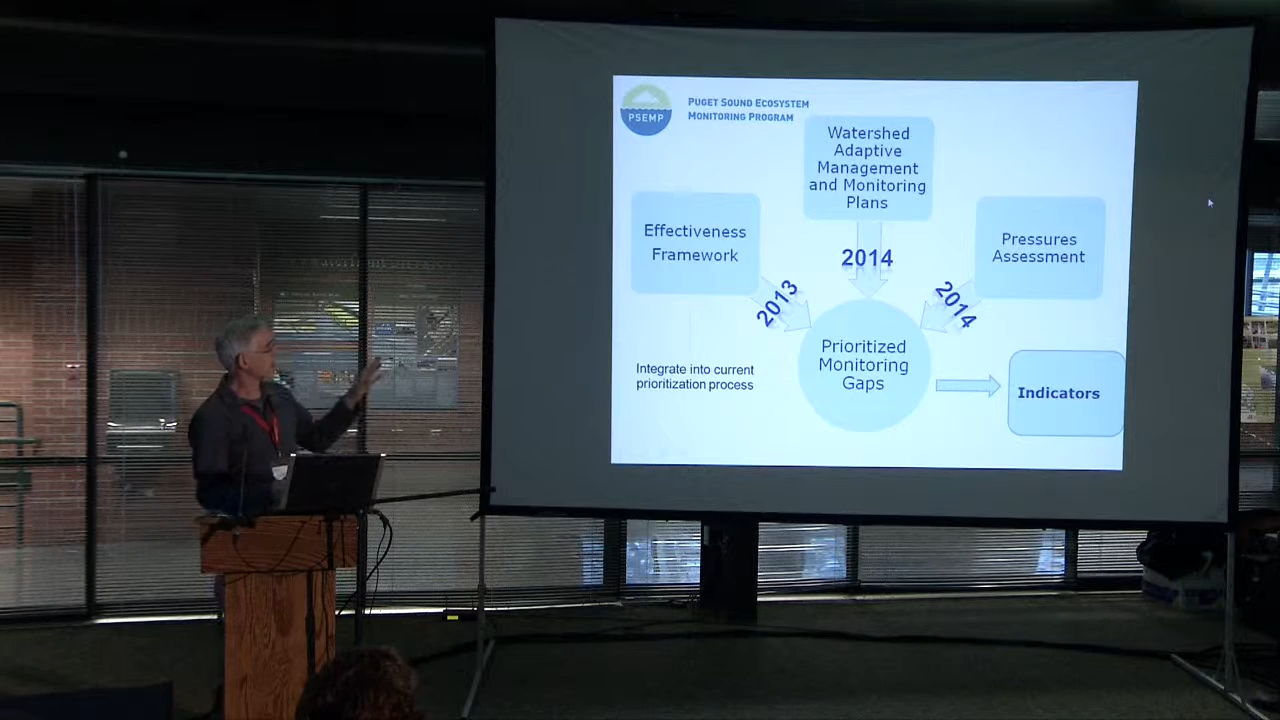 PSEMP
PUGET SOUND ECOSYSTEM
MONITORING PROGRAM
Watershed
Adaptive
Management
and Monitoring
Plans
Effectiveness
Framework
Pressures
Assessment
2013
2014
2014
Prioritized
Monitoring
Gaps
Integrate into current
prioritization process
Indicators